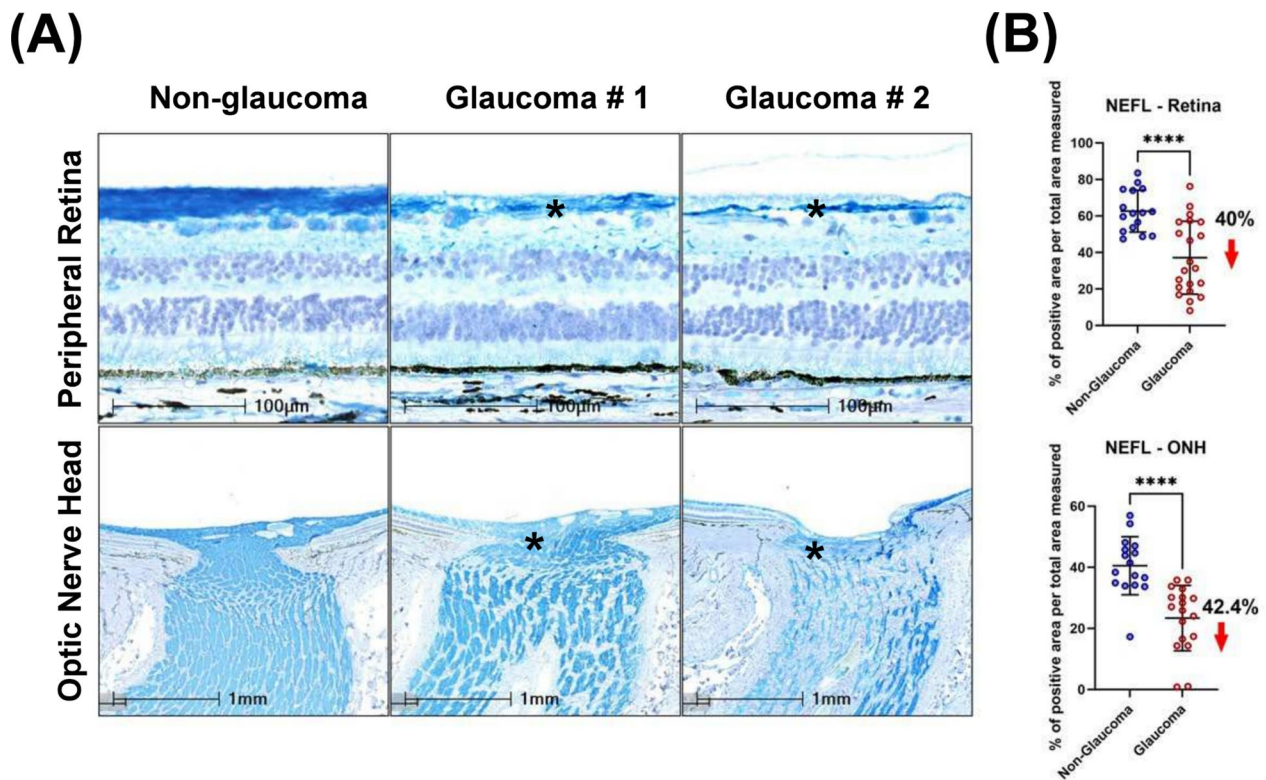 (A)
(B)
Non-glaucoma
Glaucoma # 1
Glaucoma # 2
Peripheral Retina
*
*
100µm
100µm
100µm
Optic Nerve Head
*
*
1mm
1mm
1mm
NEFL - Retina
% of positive area per total area measured
100
80
60
40
20
0
****
40%
Non-Glaucoma
Glaucoma
NEFL - ONH
% of positive area per total area measured
60
40
20
0
****
42.4%
Non-Glaucoma
Glaucoma